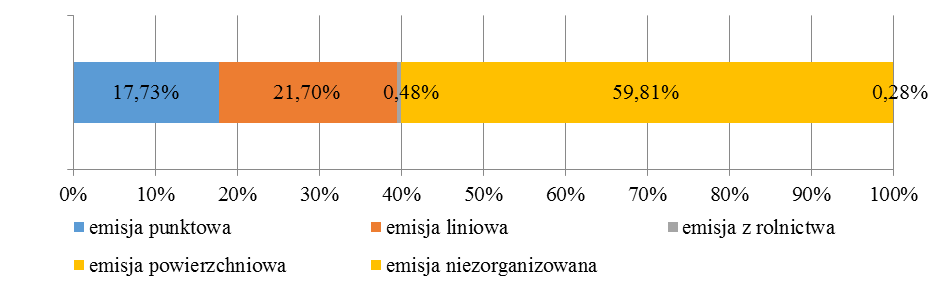 17,73% 21,70% 0,48% 59,81% 0,28%
0% 10% 20% 30% 40% 50% 60% 70% 80% 90% 100%
emisja punktowa emisja liniowa emisja z rolnictwa
emisja powierzchniowa emisja niezorganizowana